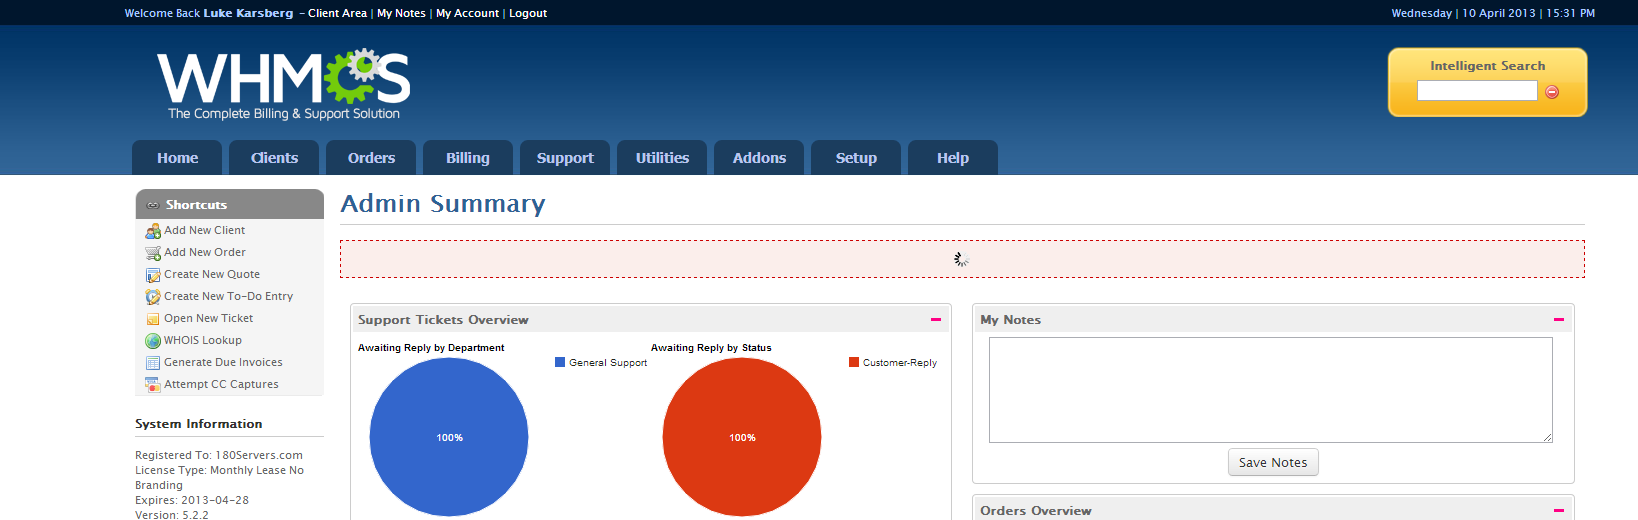 Welcome Back Luke Karsberg - Client Area | My Notes | My Account | Logout
Wednesday | 10 April 2013 | 15:31 PM
WHMCS
The Complete Billing & Support Solution
Intelligent Search
Home Clients Orders Billing Support Utilities Addons Setup Help
Shortcuts
Add New Client
Add New Order
Create New Quote
Create New To-Do Entry
Open New Ticket
WHOIS Lookup
Generate Due Invoices
Attempt CC Captures
System Information
Registered To: 180Servers.com
License Type: Monthly Lease No
Branding
Expires: 2013-04-28
Version: 5.2.2
Admin Summary
Support Tickets Overview
Awaiting Reply by Department
General Support
100%
Awaiting Reply by Status
Customer-Reply
100%
My Notes
Save Notes
Orders Overview